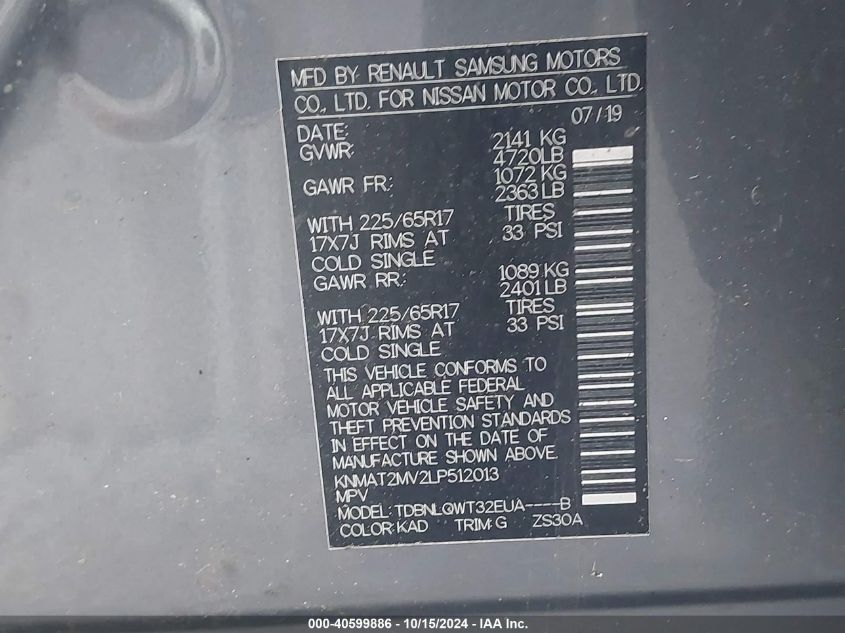 MFD BY RENAULT SAMSUNG MOTORS
CO., LTD. FOR NISSAN MOTOR CO., LTD.
DATE: 07/19
GVWR: 2141 KG
4720LB
GAWR FR: 1072 KG
2363LB
WITH 225/65R17 TIRES
17X7J RIMS AT 33 PSI
COLD SINGLE
GAWR RR: 1089 KG
2401LB
WITH 225/65R17 TIRES
17X7J RIMS AT 33 PSI
COLD SINGLE
THIS VEHICLE CONFORMS TO
ALL APPLICABLE FEDERAL
MOTOR VEHICLE SAFETY AND
THEFT PREVENTION STANDARDS
IN EFFECT ON THE DATE OF
MANUFACTURE SHOWN ABOVE.
KNMAT2MV2LP512013
MPV
MODEL: TDBNLQWT32EUA----B
COLOR: KAD TRIM: G ZS30A
000-40599886 - 10/15/2024 - IAA Inc.